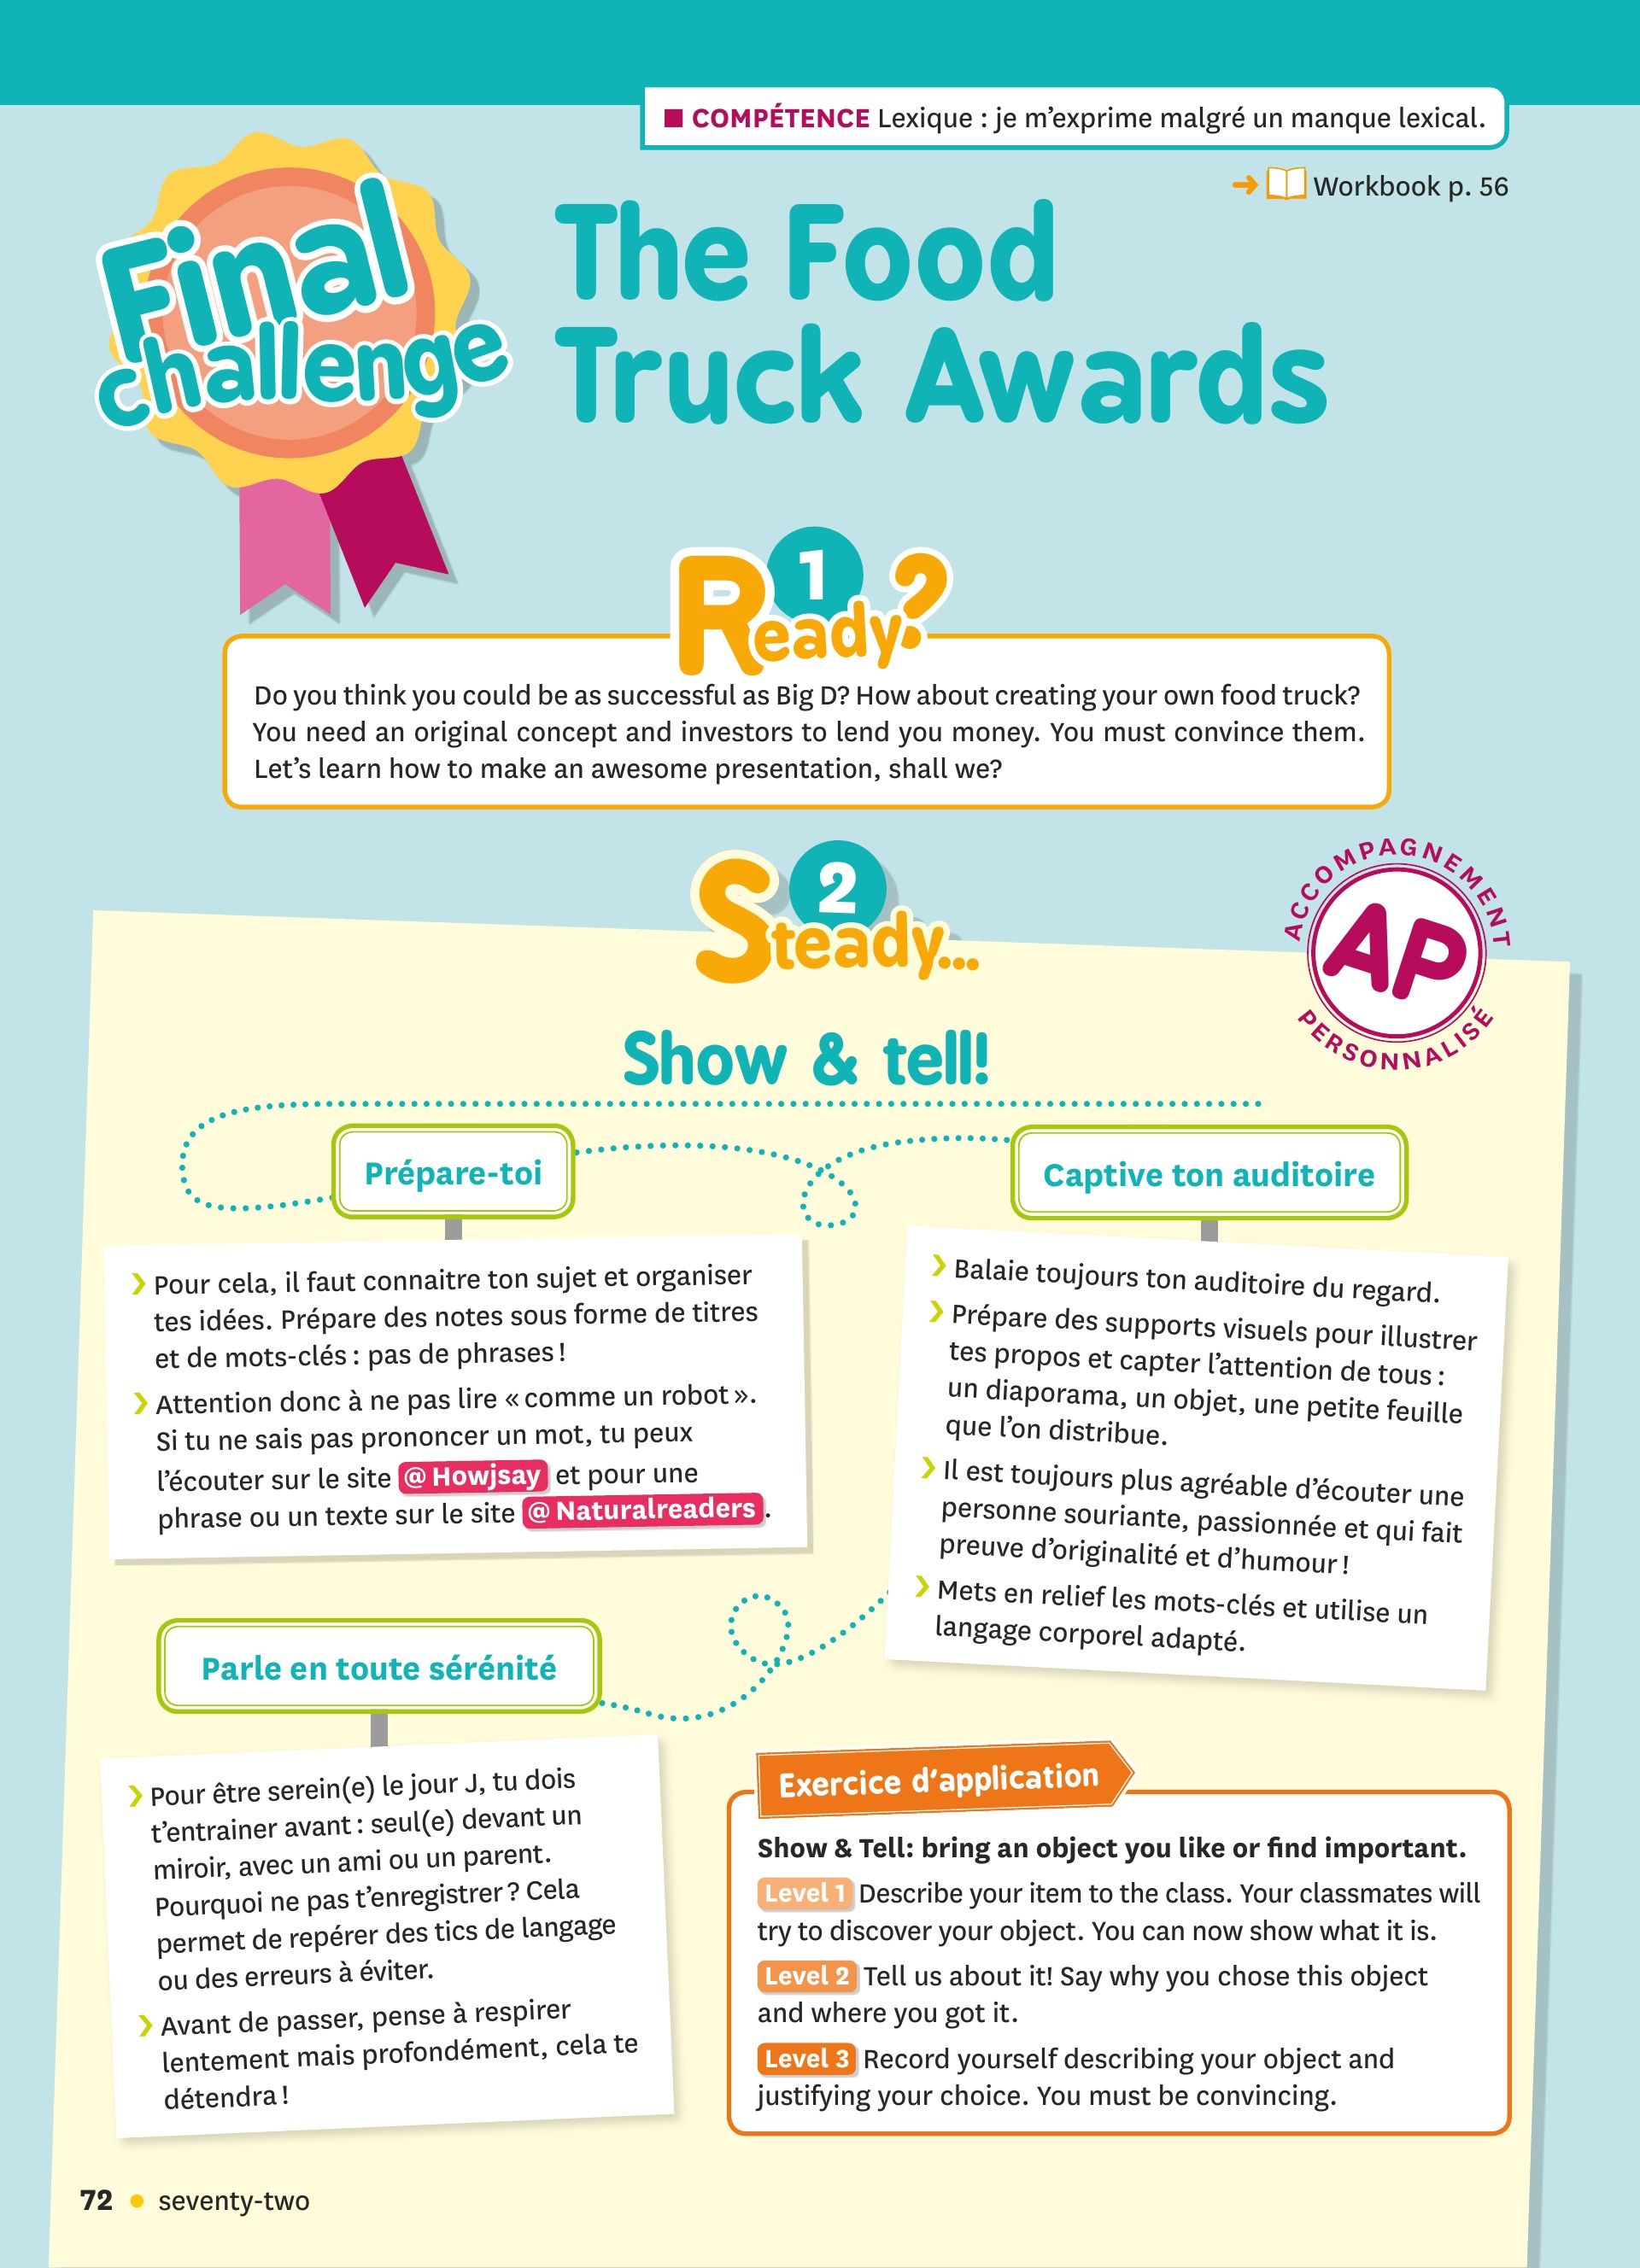 ■ COMPÉTENCE Lexique : je m'exprime malgré un manque lexical.
➜ Workbook p. 56
Final
challenge
The Food
Truck Awards
1
Ready?
Do you think you could be as successful as Big D? How about creating your own food truck?
You need an original concept and investors to lend you money. You must convince them.
Let's learn how to make an awesome presentation, shall we?
2
Steady...
ACCOMPAGNEMENT
AP
PERSONNALISÉ
Show & tell!
Prépare-toi
› Pour cela, il faut connaitre ton sujet et organiser
tes idées. Prépare des notes sous forme de titres
et de mots-clés : pas de phrases !
› Attention donc à ne pas lire « comme un robot ».
Si tu ne sais pas prononcer un mot, tu peux
l'écouter sur le site @ Howjsay et pour une
phrase ou un texte sur le site @ Naturalreaders.
Captive ton auditoire
› Balaie toujours ton auditoire du regard.
› Prépare des supports visuels pour illustrer
tes propos et capter l'attention de tous :
un diaporama, un objet, une petite feuille
que l'on distribue.
› Il est toujours plus agréable d'écouter une
personne souriante, passionnée et qui fait
preuve d'originalité et d'humour !
› Mets en relief les mots-clés et utilise un
langage corporel adapté.
Parle en toute sérénité
› Pour être serein(e) le jour J, tu dois
t'entrainer avant : seul(e) devant un
miroir, avec un ami ou un parent.
Pourquoi ne pas t'enregistrer ? Cela
permet de repérer des tics de langage
ou des erreurs à éviter.
› Avant de passer, pense à respirer
lentement mais profondément, cela te
détendra !
Exercice d'application
Show & Tell: bring an object you like or find important.
Level 1 Describe your item to the class. Your classmates will
try to discover your object. You can now show what it is.
Level 2 Tell us about it! Say why you chose this object
and where you got it.
Level 3 Record yourself describing your object and
justifying your choice. You must be convincing.
72 • seventy-two